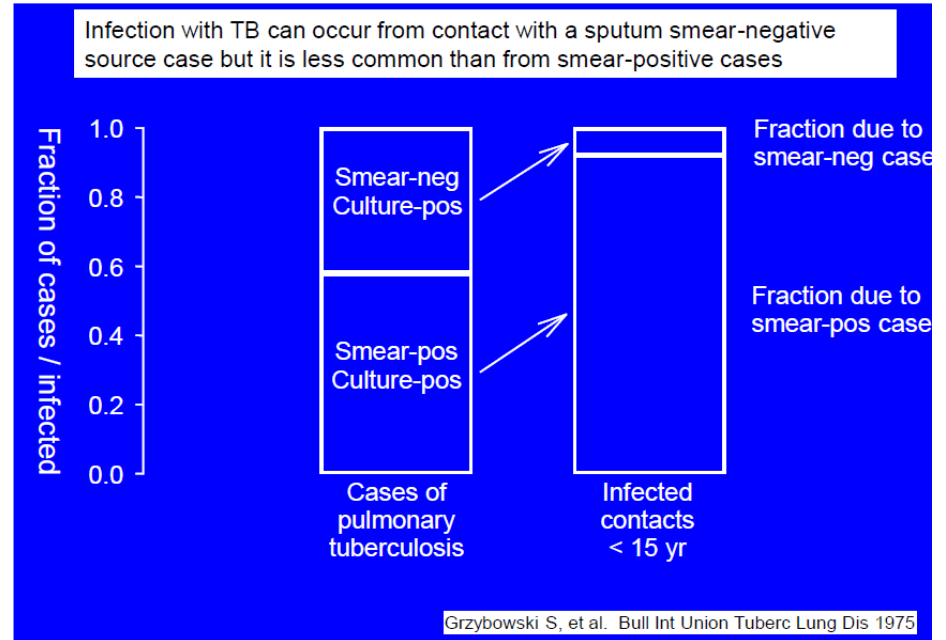 Infection with TB can occur from contact with a sputum smear-negative
source case but it is less common than from smear-positive cases
Fraction of cases / infected
1.0
0.8
0.6
0.4
0.2
0.0
Smear-neg
Culture-pos
Smear-pos
Culture-pos
Fraction due to
smear-neg case
Fraction due to
smear-pos case
Cases of
pulmonary
tuberculosis
Infected
contacts
< 15 yr
Grzybowski S, et al. Bull Int Union Tuberc Lung Dis 1975